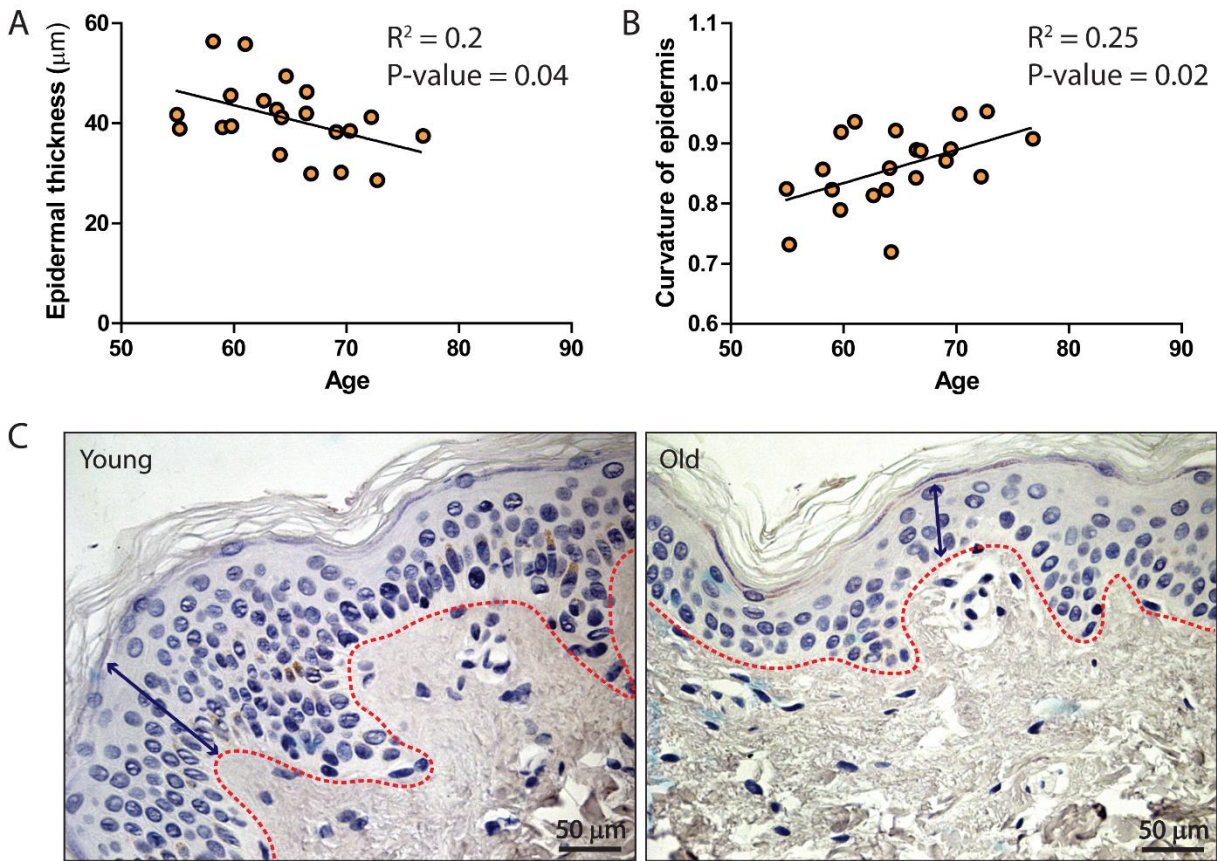 A
60
40
20
0
Epidermal thickness (μm)
R² = 0.2
P-value = 0.04
50 60 70 80 90
Age
B
1.1
1.0
0.9
0.8
0.7
0.6
Curvature of epidermis
R² = 0.25
P-value = 0.02
50 60 70 80 90
Age
C
Young
50 μm
Old
50 μm